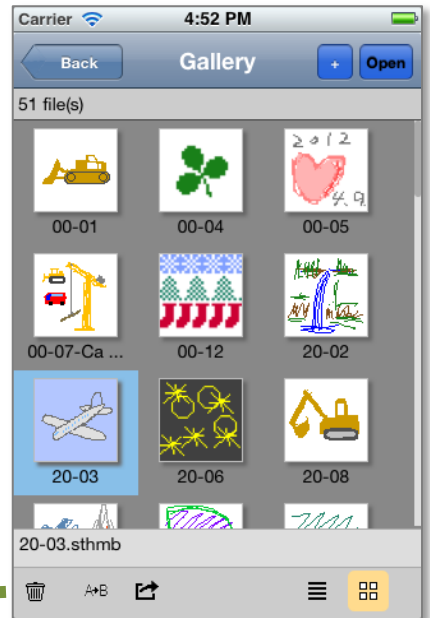 Carrier 4:52 PM
Back Gallery + Open
51 file(s)
2012
4.9.
00-01 00-04 00-05
00-07-Ca ... 00-12 20-02
20-03 20-06 20-08
20-03.sthmb
A→B